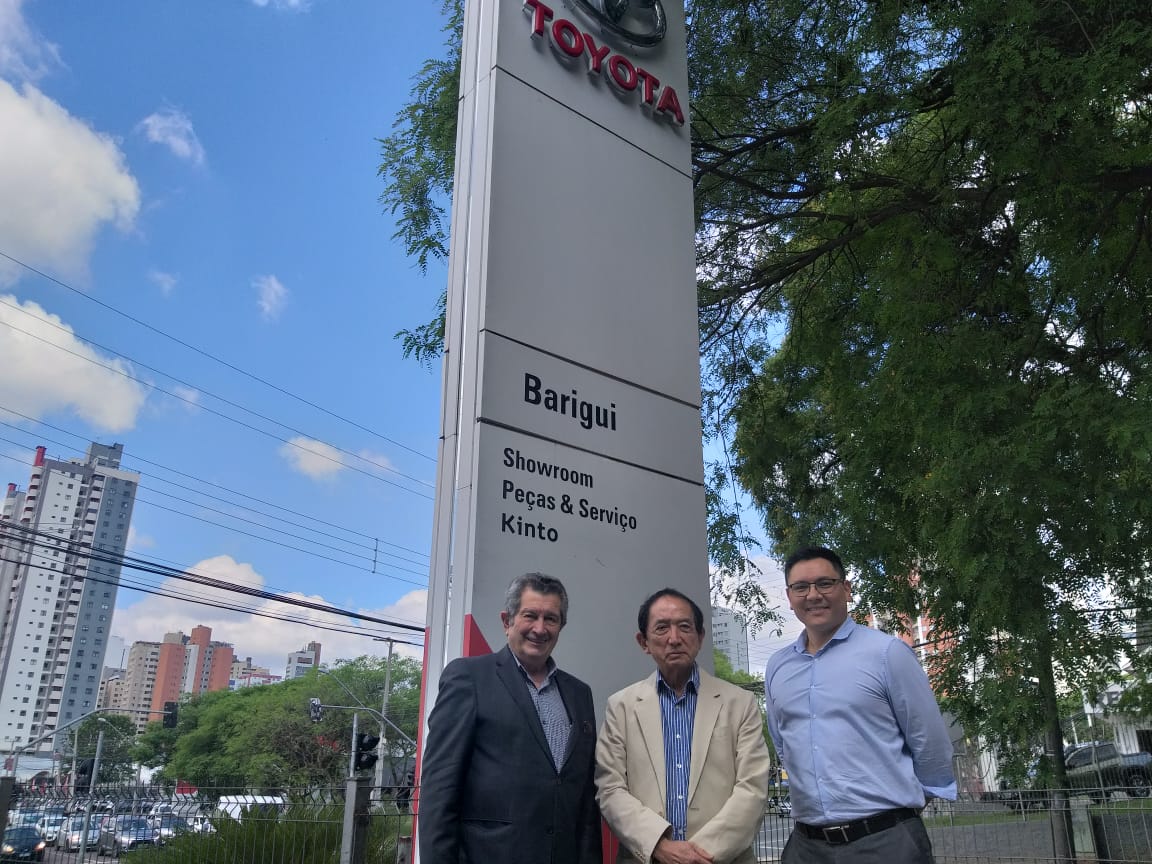 TOYOTA
Barigui
Showroom
Peças & Serviço
Kinto